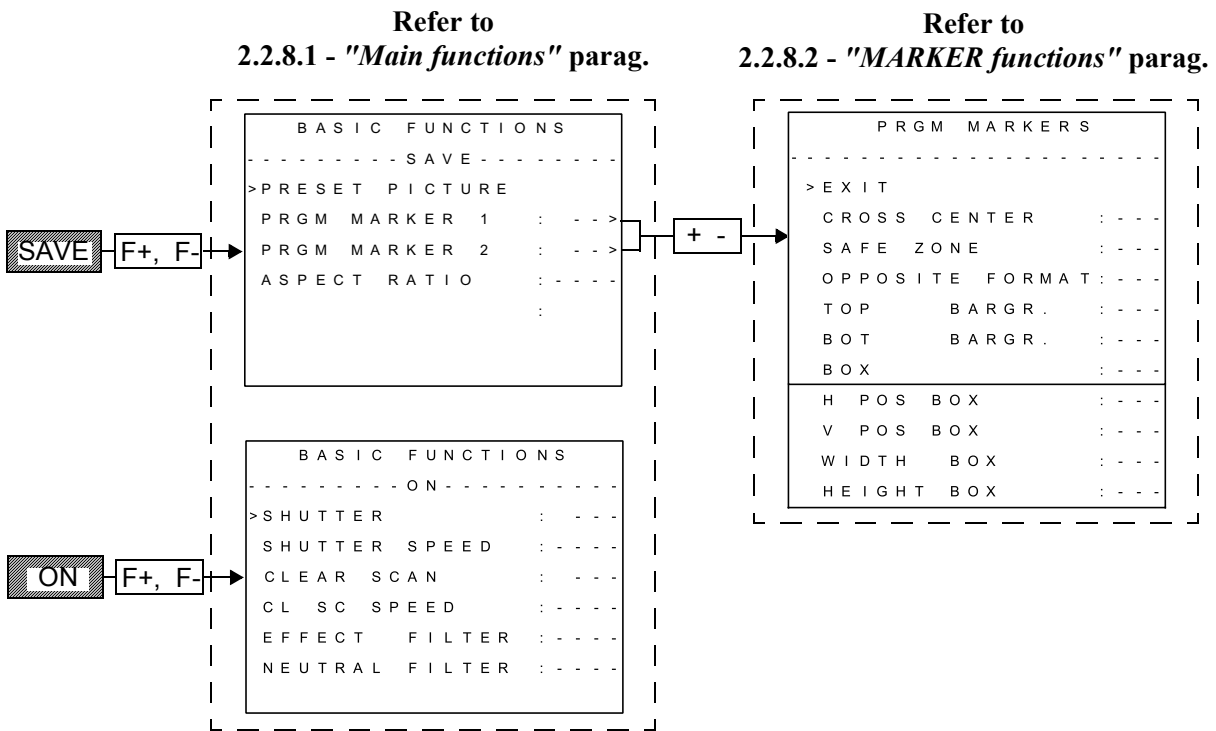 Refer to
2.2.8.1 - "Main functions" parag.
Refer to
2.2.8.2 - "MARKER functions" parag.
BASIC FUNCTIONS
- - - - - - - - - SAVE - - - - - - - -
>PRESET PICTURE
PRGM MARKER 1 : - - >
PRGM MARKER 2 : - - >
ASPECT RATIO : - - - -
:
SAVE
F+, F-
+ -
PRGM MARKERS
- - - - - - - - - - - - - - - - - - - - - -
>EXIT
CROSS CENTER : - - -
SAFE ZONE : - - -
OPPOSITE FORMAT : - - -
TOP BARGR. : - - -
BOT BARGR. : - - -
BOX : - - -
H POS BOX : - - -
V POS BOX : - - -
WIDTH BOX : - - -
HEIGHT BOX : - - -
BASIC FUNCTIONS
- - - - - - - - - ON - - - - - - - - - -
>SHUTTER : - - -
SHUTTER SPEED : - - - -
CLEAR SCAN : - - -
CL SC SPEED : - - - -
EFFECT FILTER : - - - -
NEUTRAL FILTER : - - - -
ON
F+, F-